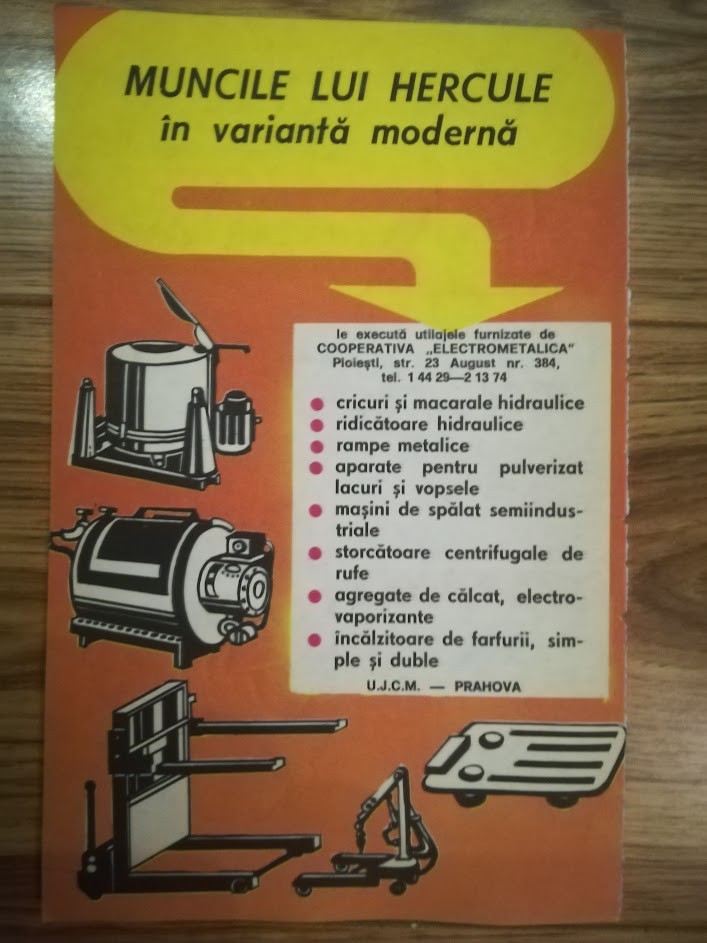 MUNCILE LUI HERCULE
în variantă modernă
le execută utilajele furnizate de
COOPERATIVA „ELECTROMETALICA"
Ploiești, str. 23 August nr. 384,
tel. 1 44 29—2 13 74
● cricuri și macarale hidraulice
● ridicătoare hidraulice
● rampe metalice
● aparate pentru pulverizat
lacuri și vopsele
● mașini de spălat semiindus-
triale
● storcătoare centrifugale de
rufe
● agregate de călcat, electro-
vaporizante
● încălzitoare de farfurii, sim-
ple și duble
U.J.C.M. — PRAHOVA